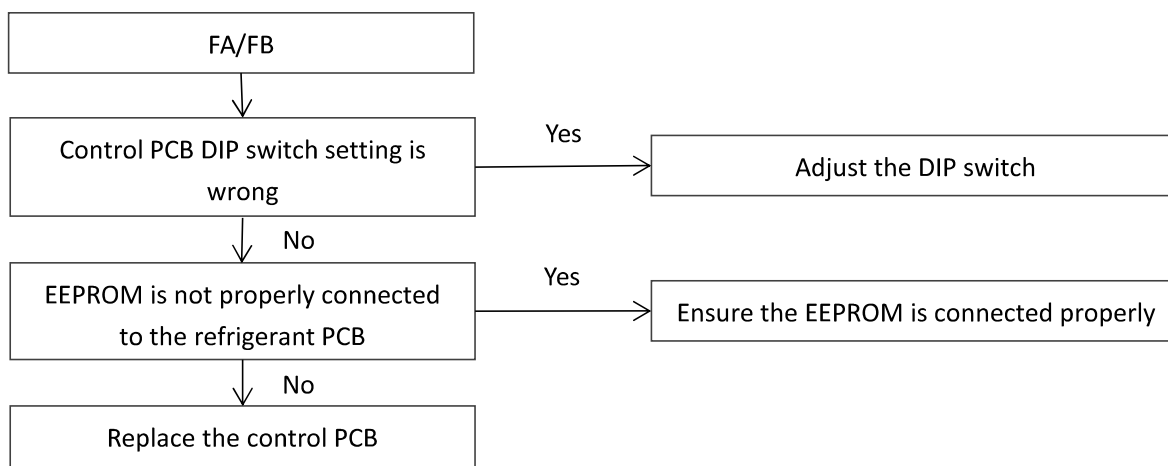 FA/FB
Control PCB DIP switch setting is
wrong
Yes
Adjust the DIP switch
No
EEPROM is not properly connected
to the refrigerant PCB
Yes
Ensure the EEPROM is connected properly
No
Replace the control PCB